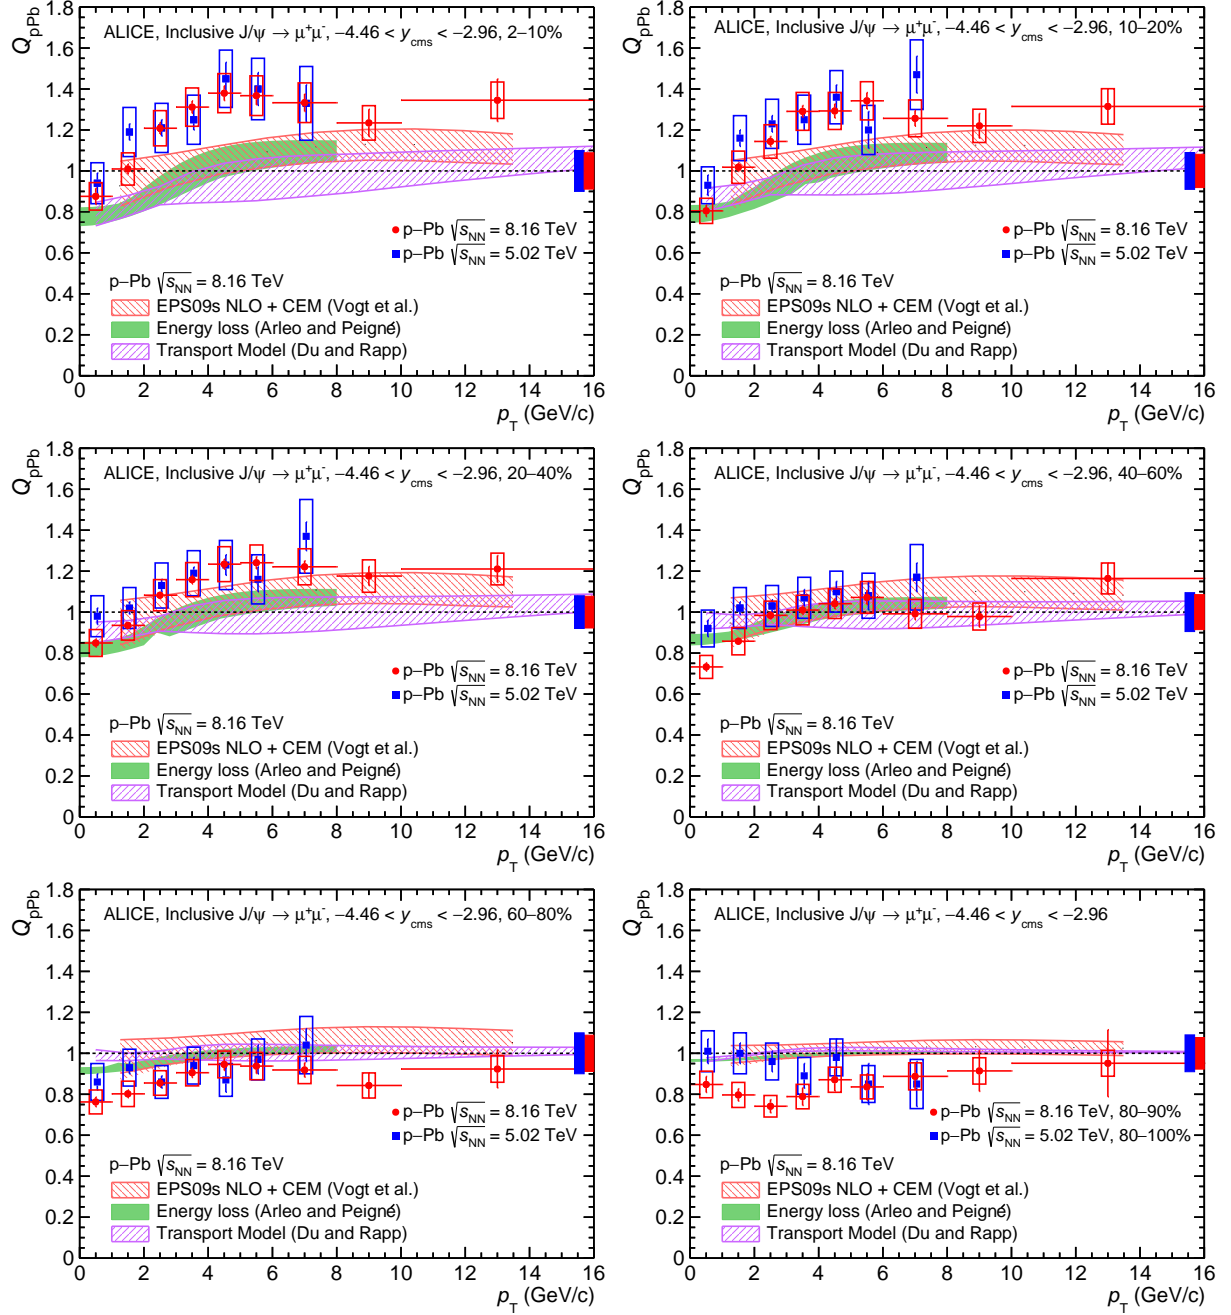 ALICE, Inclusive J/ψ → μ⁺μ⁻, −4.46 < y_cms < −2.96, 2−10%
Q_pPb
1.8
1.6
1.4
1.2
1
0.8
0.6
0.4
0.2
0
p−Pb √s_NN = 8.16 TeV
p−Pb √s_NN = 5.02 TeV
p−Pb √s_NN = 8.16 TeV
EPS09s NLO + CEM (Vogt et al.)
Energy loss (Arleo and Peigné)
Transport Model (Du and Rapp)
0 2 4 6 8 10 12 14 16
p_T (GeV/c)
ALICE, Inclusive J/ψ → μ⁺μ⁻, −4.46 < y_cms < −2.96, 10−20%
Q_pPb
1.8
1.6
1.4
1.2
1
0.8
0.6
0.4
0.2
0
p−Pb √s_NN = 8.16 TeV
p−Pb √s_NN = 5.02 TeV
p−Pb √s_NN = 8.16 TeV
EPS09s NLO + CEM (Vogt et al.)
Energy loss (Arleo and Peigné)
Transport Model (Du and Rapp)
0 2 4 6 8 10 12 14 16
p_T (GeV/c)
ALICE, Inclusive J/ψ → μ⁺μ⁻, −4.46 < y_cms < −2.96, 20−40%
Q_pPb
1.8
1.6
1.4
1.2
1
0.8
0.6
0.4
0.2
0
p−Pb √s_NN = 8.16 TeV
p−Pb √s_NN = 5.02 TeV
p−Pb √s_NN = 8.16 TeV
EPS09s NLO + CEM (Vogt et al.)
Energy loss (Arleo and Peigné)
Transport Model (Du and Rapp)
0 2 4 6 8 10 12 14 16
p_T (GeV/c)
ALICE, Inclusive J/ψ → μ⁺μ⁻, −4.46 < y_cms < −2.96, 40−60%
Q_pPb
1.8
1.6
1.4
1.2
1
0.8
0.6
0.4
0.2
0
p−Pb √s_NN = 8.16 TeV
p−Pb √s_NN = 5.02 TeV
p−Pb √s_NN = 8.16 TeV
EPS09s NLO + CEM (Vogt et al.)
Energy loss (Arleo and Peigné)
Transport Model (Du and Rapp)
0 2 4 6 8 10 12 14 16
p_T (GeV/c)
ALICE, Inclusive J/ψ → μ⁺μ⁻, −4.46 < y_cms < −2.96, 60−80%
Q_pPb
1.8
1.6
1.4
1.2
1
0.8
0.6
0.4
0.2
0
p−Pb √s_NN = 8.16 TeV
p−Pb √s_NN = 5.02 TeV
p−Pb √s_NN = 8.16 TeV
EPS09s NLO + CEM (Vogt et al.)
Energy loss (Arleo and Peigné)
Transport Model (Du and Rapp)
0 2 4 6 8 10 12 14 16
p_T (GeV/c)
ALICE, Inclusive J/ψ → μ⁺μ⁻, −4.46 < y_cms < −2.96
Q_pPb
1.8
1.6
1.4
1.2
1
0.8
0.6
0.4
0.2
0
p−Pb √s_NN = 8.16 TeV, 80−90%
p−Pb √s_NN = 5.02 TeV, 80−100%
p−Pb √s_NN = 8.16 TeV
EPS09s NLO + CEM (Vogt et al.)
Energy loss (Arleo and Peigné)
Transport Model (Du and Rapp)
0 2 4 6 8 10 12 14 16
p_T (GeV/c)